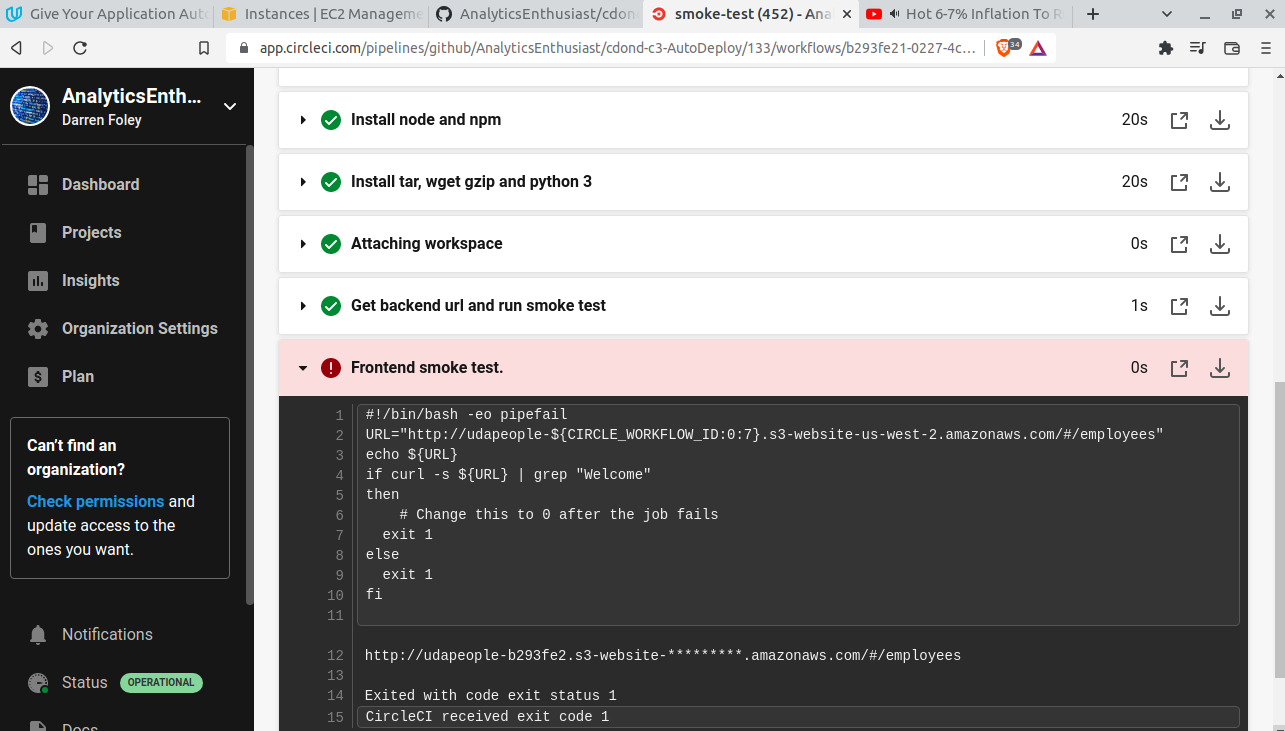 Give Your Application Aut
Instances | EC2 Manageme
AnalyticsEnthusiast/cdon
smoke-test (452) - Ana
Hot 6-7% Inflation To R
app.circleci.com/pipelines/github/AnalyticsEnthusiast/cdond-c3-AutoDeploy/133/workflows/b293fe21-0227-4c...
34
AnalyticsEnth...
Darren Foley
Dashboard
Projects
Insights
Organization Settings
Plan
Can't find an
organization?
Check permissions and
update access to the
ones you want.
Notifications
Status OPERATIONAL
Docs
Install node and npm 20s
Install tar, wget gzip and python 3 20s
Attaching workspace 0s
Get backend url and run smoke test 1s
Frontend smoke test. 0s
1 #!/bin/bash -eo pipefail
2 URL="http://udapeople-${CIRCLE_WORKFLOW_ID:0:7}.s3-website-us-west-2.amazonaws.com/#/employees"
3 echo ${URL}
4 if curl -s ${URL} | grep "Welcome"
5 then
6 # Change this to 0 after the job fails
7 exit 1
8 else
9 exit 1
10 fi
11
12 http://udapeople-b293fe2.s3-website-*********.amazonaws.com/#/employees
13
14 Exited with code exit status 1
15 CircleCI received exit code 1